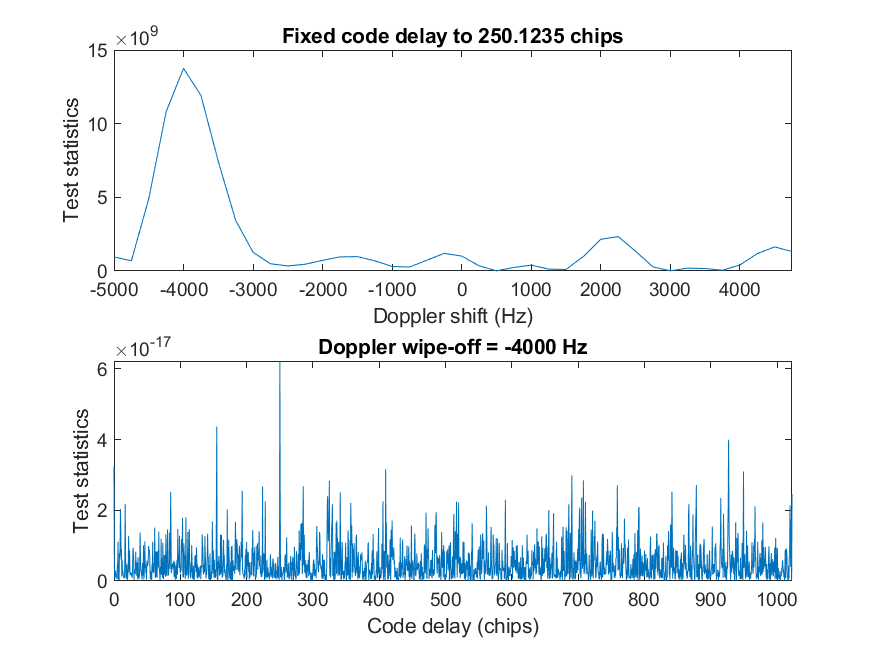 Fixed code delay to 250.1235 chips
×10^9
15
10
5
0
Test statistics
-5000 -4000 -3000 -2000 -1000 0 1000 2000 3000 4000
Doppler shift (Hz)
Doppler wipe-off = -4000 Hz
×10^-17
6
4
2
0
Test statistics
0 100 200 300 400 500 600 700 800 900 1000
Code delay (chips)